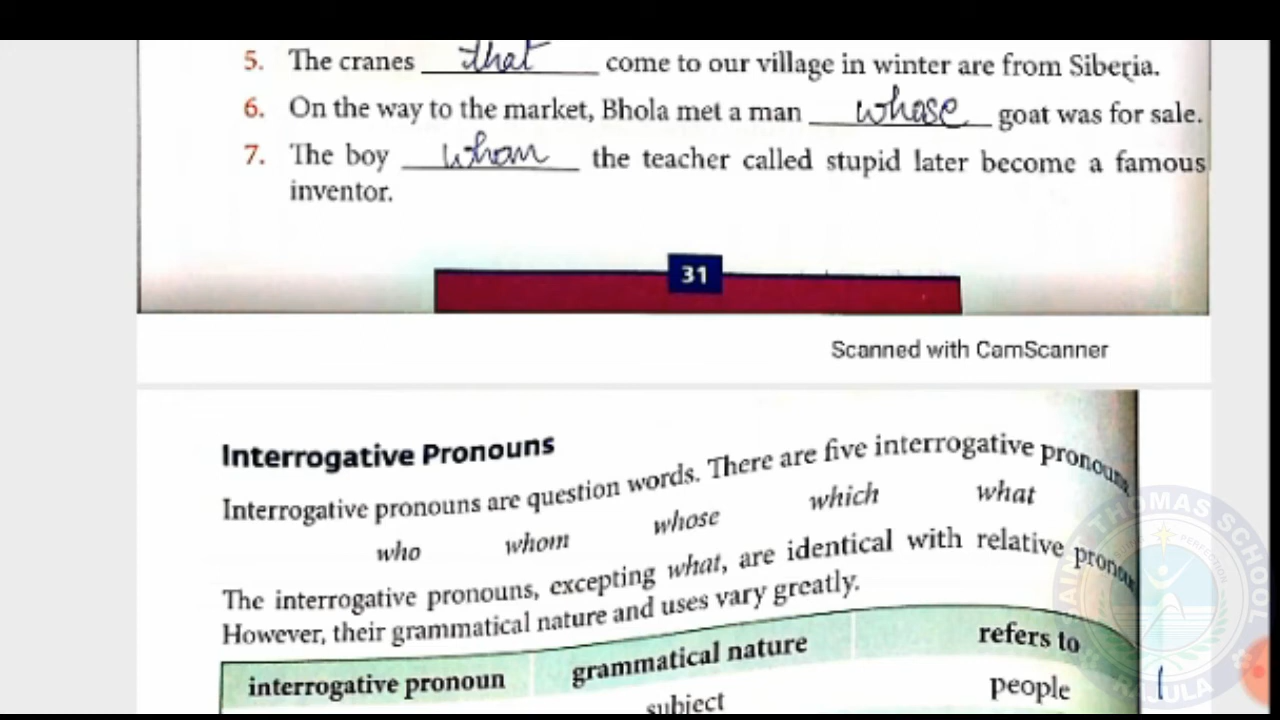 5. The cranes that come to our village in winter are from Siberia.
6. On the way to the market, Bhola met a man whose goat was for sale.
7. The boy whom the teacher called stupid later become a famous
inventor.
31
Scanned with CamScanner
Interrogative Pronouns
Interrogative pronouns are question words. There are five interrogative pronouns
who whom whose which what
The interrogative pronouns, excepting what, are identical with relative
However, their grammatical nature and uses vary greatly.
interrogative pronoun grammatical nature refers to
subject people
THOMAS SCHOOL